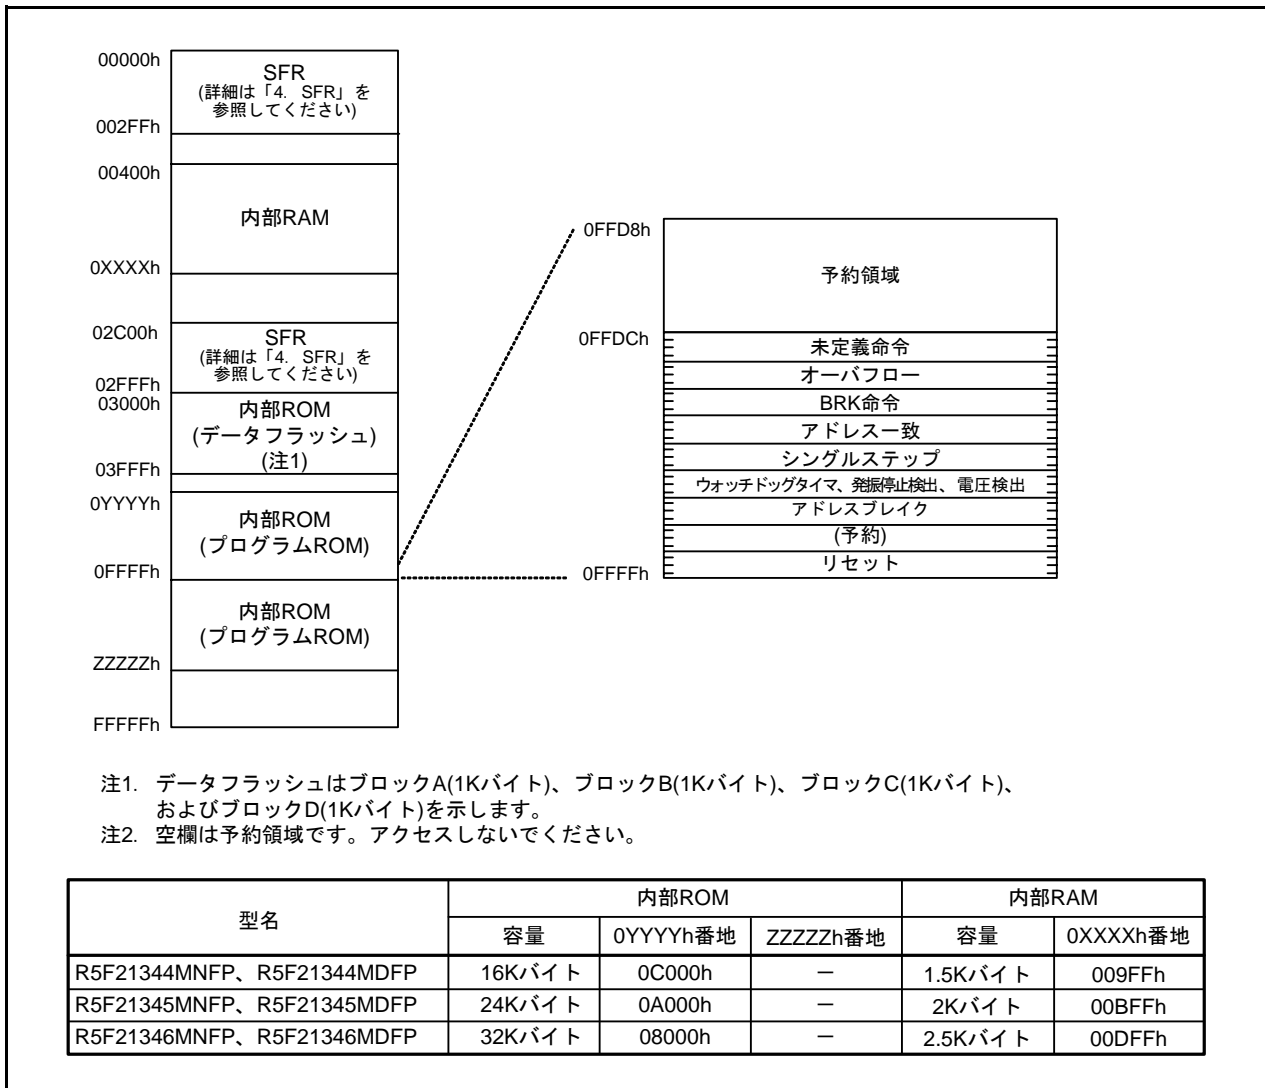 00000h
SFR
(詳細は「4. SFR」を
参照してください)
002FFh
00400h
内部RAM
0XXXXh
02C00h
SFR
(詳細は「4. SFR」を
参照してください)
02FFFh
03000h
内部ROM
(データフラッシュ)
(注1)
03FFFh
0YYYYh
内部ROM
(プログラムROM)
0FFFFh
内部ROM
(プログラムROM)
ZZZZZh
FFFFFh
0FFD8h
予約領域
0FFDCh
未定義命令
オーバフロー
BRK命令
アドレス一致
シングルステップ
ウォッチドッグタイマ、発振停止検出、電圧検出
アドレスブレイク
(予約)
リセット
0FFFFh
注1. データフラッシュはブロックA(1Kバイト)、ブロックB(1Kバイト)、ブロックC(1Kバイト)、
およびブロックD(1Kバイト)を示します。
注2. 空欄は予約領域です。アクセスしないでください。
型名 内部ROM 内部RAM
容量 0YYYYh番地 ZZZZZh番地 容量 0XXXXh番地
R5F21344MNFP、R5F21344MDFP 16Kバイト 0C000h － 1.5Kバイト 009FFh
R5F21345MNFP、R5F21345MDFP 24Kバイト 0A000h － 2Kバイト 00BFFh
R5F21346MNFP、R5F21346MDFP 32Kバイト 08000h － 2.5Kバイト 00DFFh